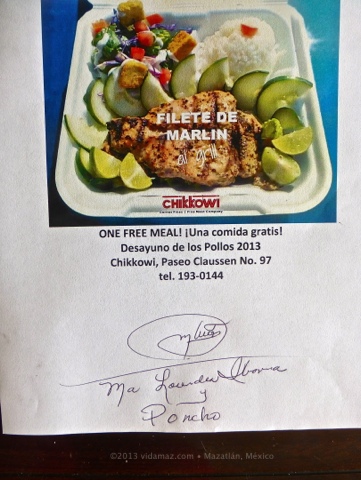 FILETE DE
MARLIN
al grill
CHIKKOWI
ONE FREE MEAL! ¡Una comida gratis!
Desayuno de los Pollos 2013
Chikkowi, Paseo Claussen No. 97
tel. 193-0144
Ma Lourdes
y
Poncho
©2013 vidamaz.com • Mazatlán, México